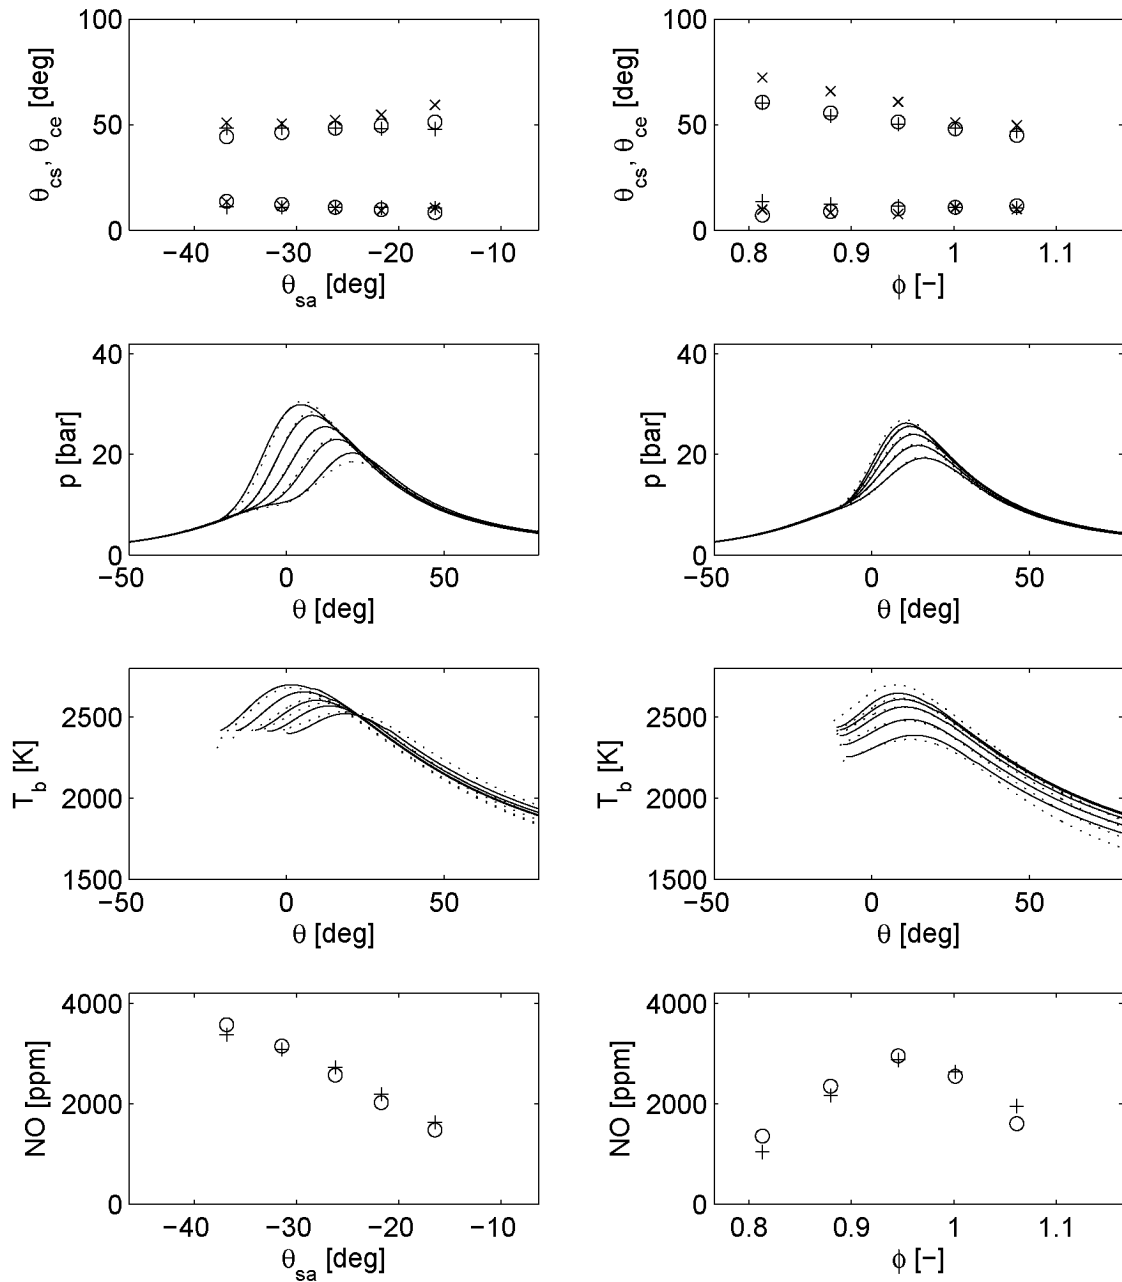 100
50
0
θcs, θce [deg]
−40 −30 −20 −10
θsa [deg]
100
50
0
θcs, θce [deg]
0.8 0.9 1 1.1
ϕ [−]
40
20
0
p [bar]
−50 0 50
θ [deg]
40
20
0
p [bar]
−50 0 50
θ [deg]
2500
2000
1500
Tb [K]
−50 0 50
θ [deg]
2500
2000
1500
Tb [K]
−50 0 50
θ [deg]
4000
2000
0
NO [ppm]
−40 −30 −20 −10
θsa [deg]
4000
2000
0
NO [ppm]
0.8 0.9 1 1.1
ϕ [−]